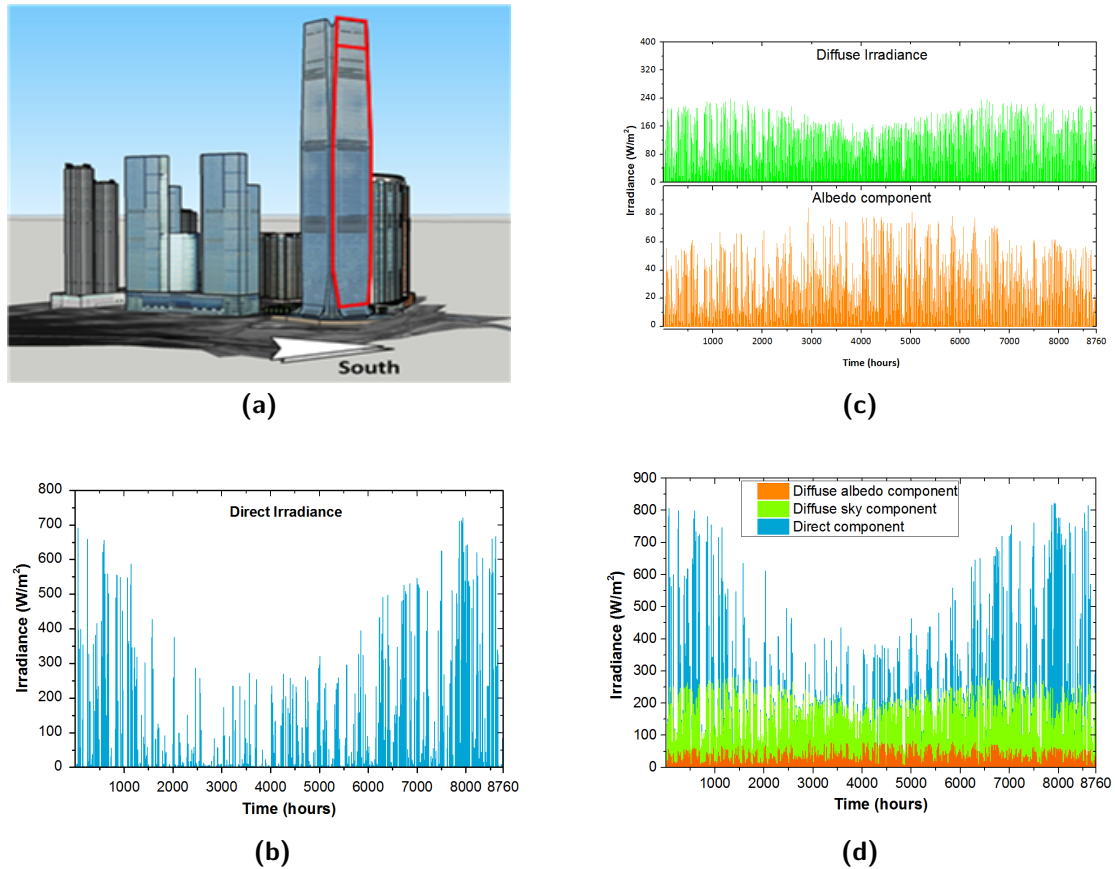 South
(a)
400
320
240
160
80
0
Diffuse Irradiance
Irradiance (W/m²)
80
60
40
20
0
Albedo component
1000 2000 3000 4000 5000 6000 7000 8000 8760
Time (hours)
(c)
800
700
600
500
400
300
200
100
0
Direct Irradiance
Irradiance (W/m²)
1000 2000 3000 4000 5000 6000 7000 8000 8760
Time (hours)
(b)
900
800
700
600
500
400
300
200
100
0
Diffuse albedo component
Diffuse sky component
Direct component
Irradiance (W/m²)
1000 2000 3000 4000 5000 6000 7000 8000 8760
Time (hours)
(d)